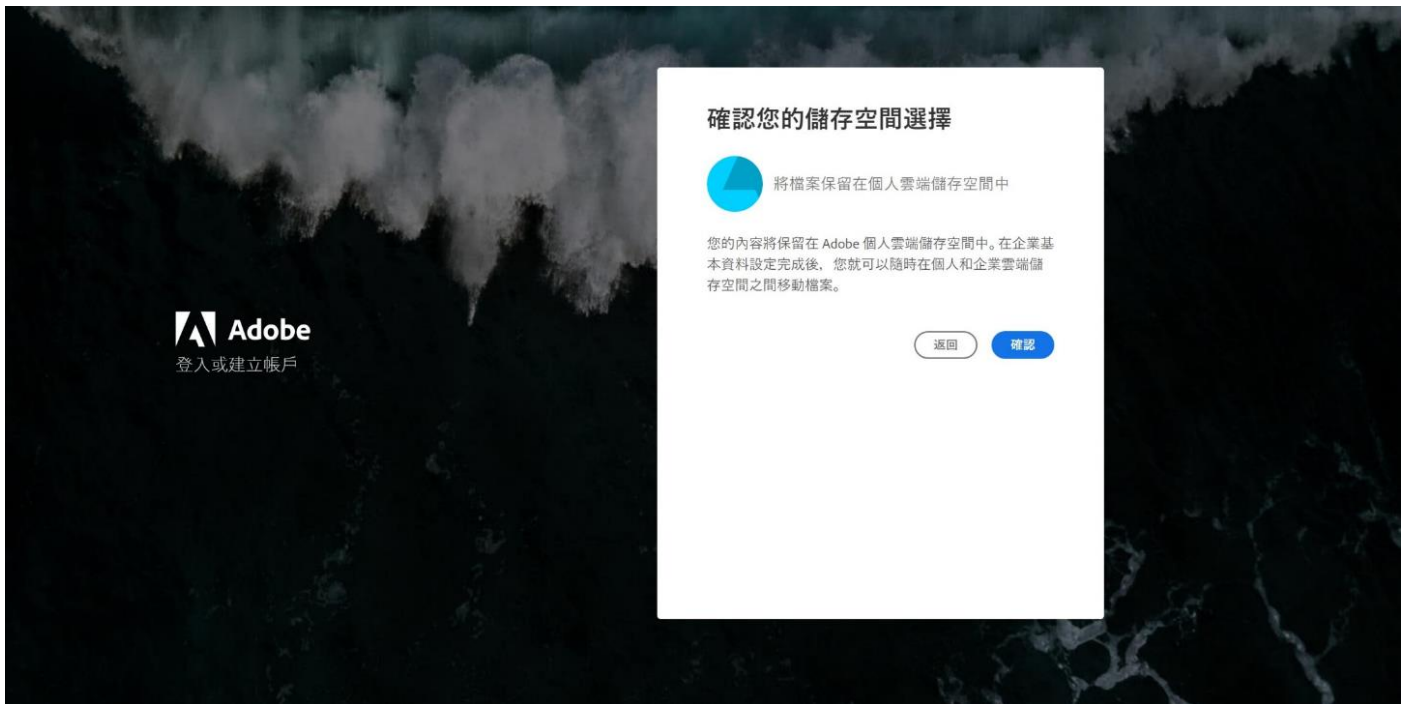 Adobe
登入或建立帳戶
確認您的儲存空間選擇
將檔案保留在個人雲端儲存空間中
您的內容將保留在 Adobe 個人雲端儲存空間中。在企業基
本資料設定完成後，您就可以隨時在個人和企業雲端儲
存空間之間移動檔案。
返回
確認